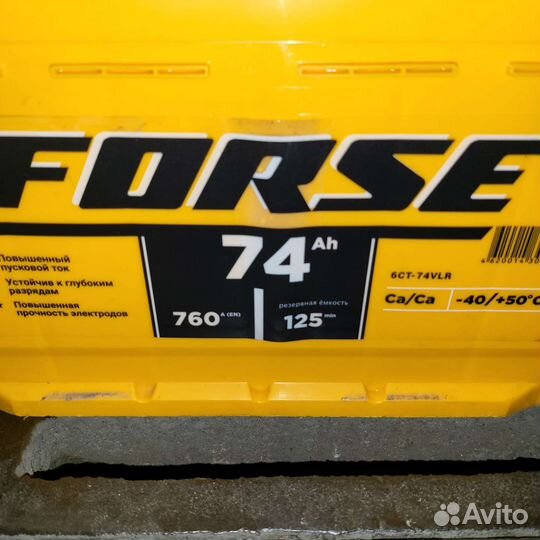 FORSE
Повышенный
пусковой ток
Устойчив к глубоким
разрядам
Повышенная
прочность электродов
74 Ah
760 A (EN)
резервная ёмкость
125 min
6СТ-74VLR
Ca/Ca
-40/+50°C
Avito